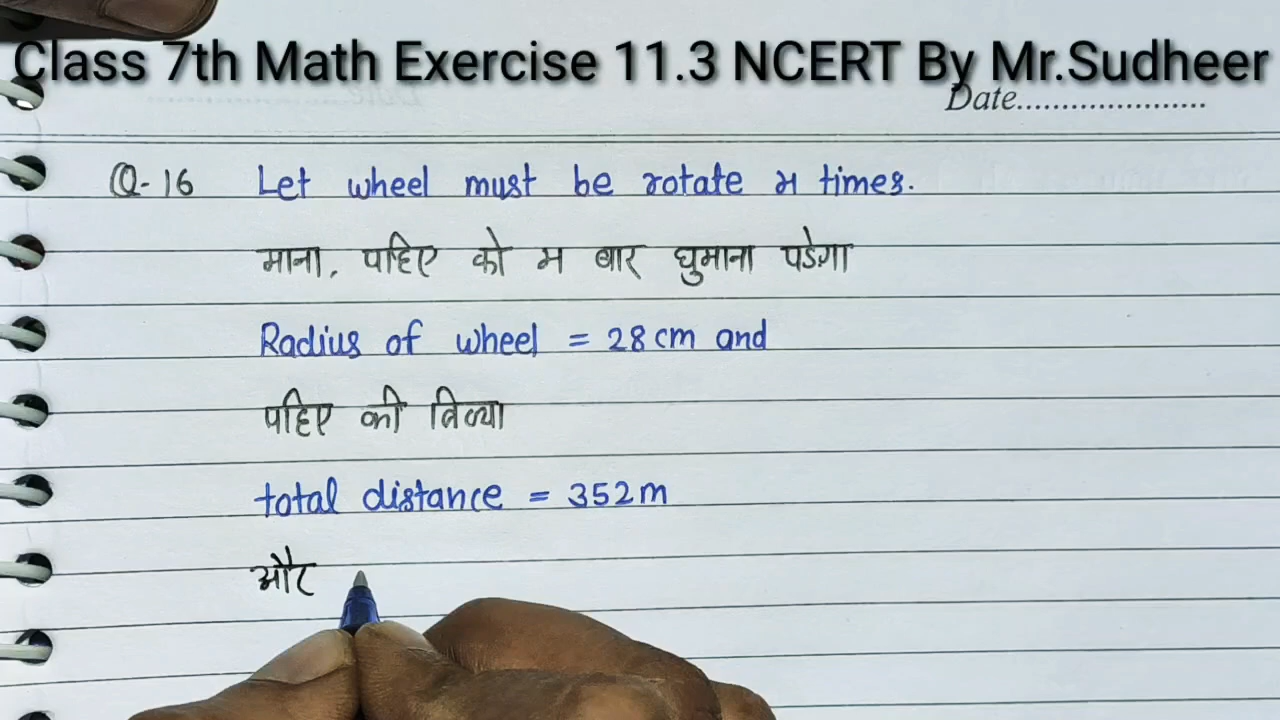 Class 7th Math Exercise 11.3 NCERT By Mr.Sudheer
Date.....................
Q-16 Let wheel must be rotate n times.
माना, पहिए को n बार घुमाना पडेगा
Radius of wheel = 28 cm and
पहिए की त्रिज्या
total distance = 352m
और